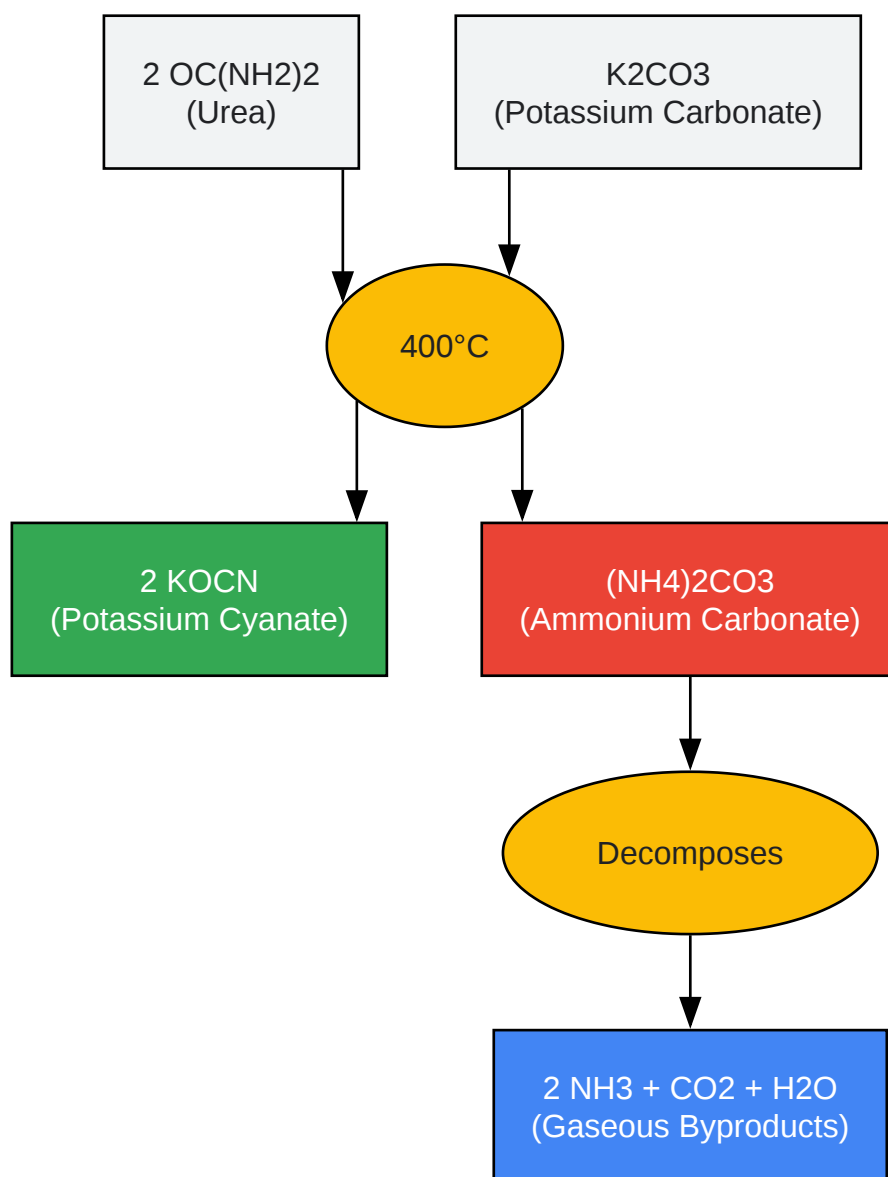 2 OC(NH2)2
(Urea)
K2CO3
(Potassium Carbonate)
400°C
2 KOCN
(Potassium Cyanate)
(NH4)2CO3
(Ammonium Carbonate)
Decomposes
2 NH3 + CO2 + H2O
(Gaseous Byproducts)